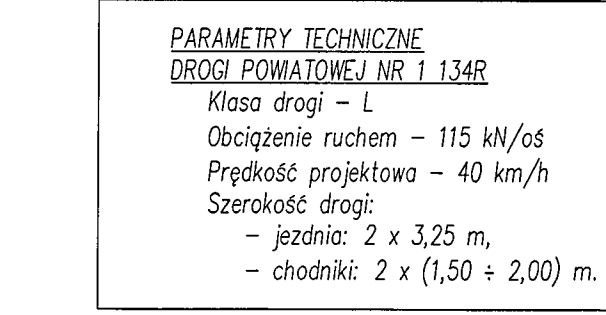 PARAMETRY TECHNICZNE
DROGI POWIATOWEJ NR 1 134R
Klasa drogi – L
Obciążenie ruchem – 115 kN/oś
Prędkość projektowa – 40 km/h
Szerokość drogi:
– jezdnia: 2 x 3,25 m,
– chodniki: 2 x (1,50 ÷ 2,00) m.